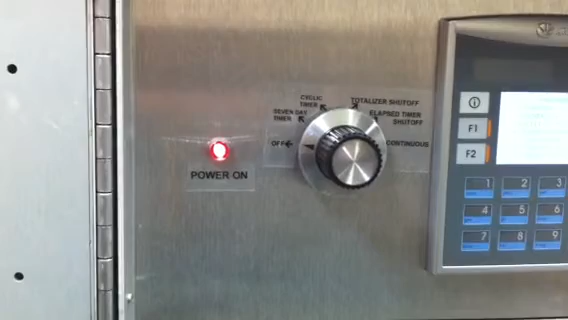 CYCLIC
TIMER
TOTALIZER SHUTOFF
SEVEN DAY
TIMER
ELAPSED TIMER
SHUTOFF
OFF
CONTINUOUS
POWER ON
F1
F2
1 2 3
4 5 6
7 8 9